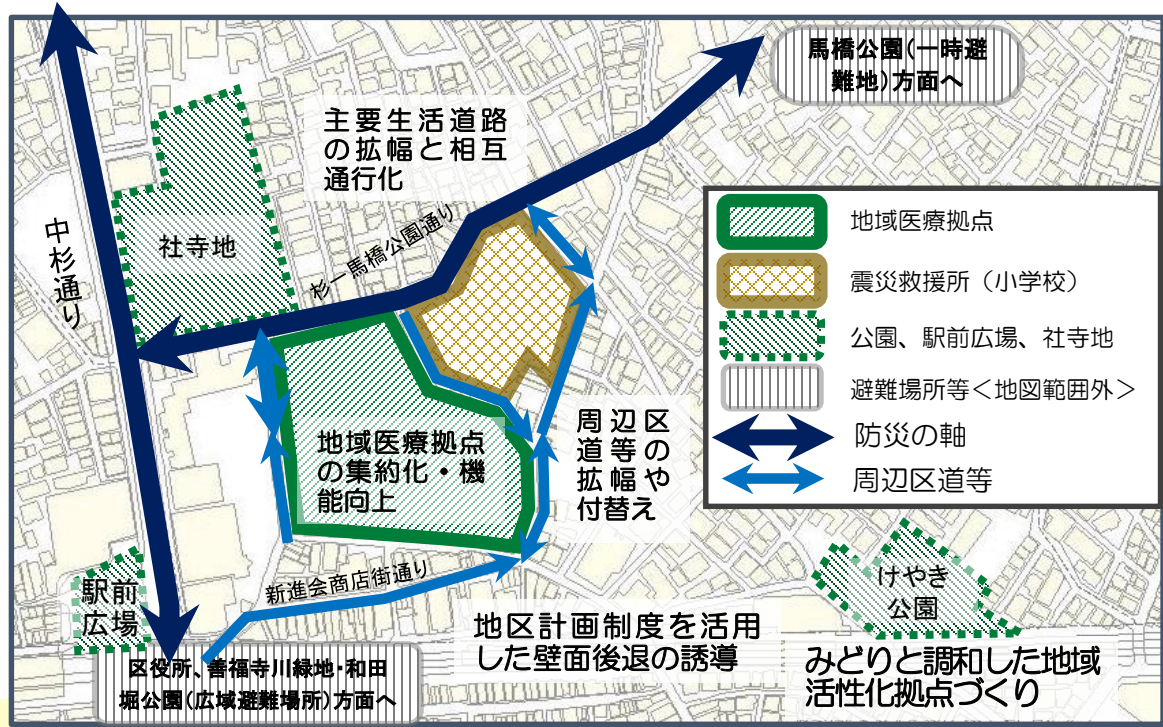 馬橋公園(一時避
難地)方面へ
主要生活道路
の拡幅と相互
通行化
中杉通り
社寺地
杉一馬橋公園通り
地域医療拠点
震災救援所（小学校）
公園、駅前広場、社寺地
避難場所等＜地図範囲外＞
防災の軸
周辺区道等
地域医療拠点
の集約化・機
能向上
周辺区
道等の
拡幅や
付替え
新進会商店街通り
駅前
広場
けやき
公園
地区計画制度を活用
した壁面後退の誘導
みどりと調和した地域
活性化拠点づくり
区役所、善福寺川緑地・和田
堀公園(広域避難場所)方面へ